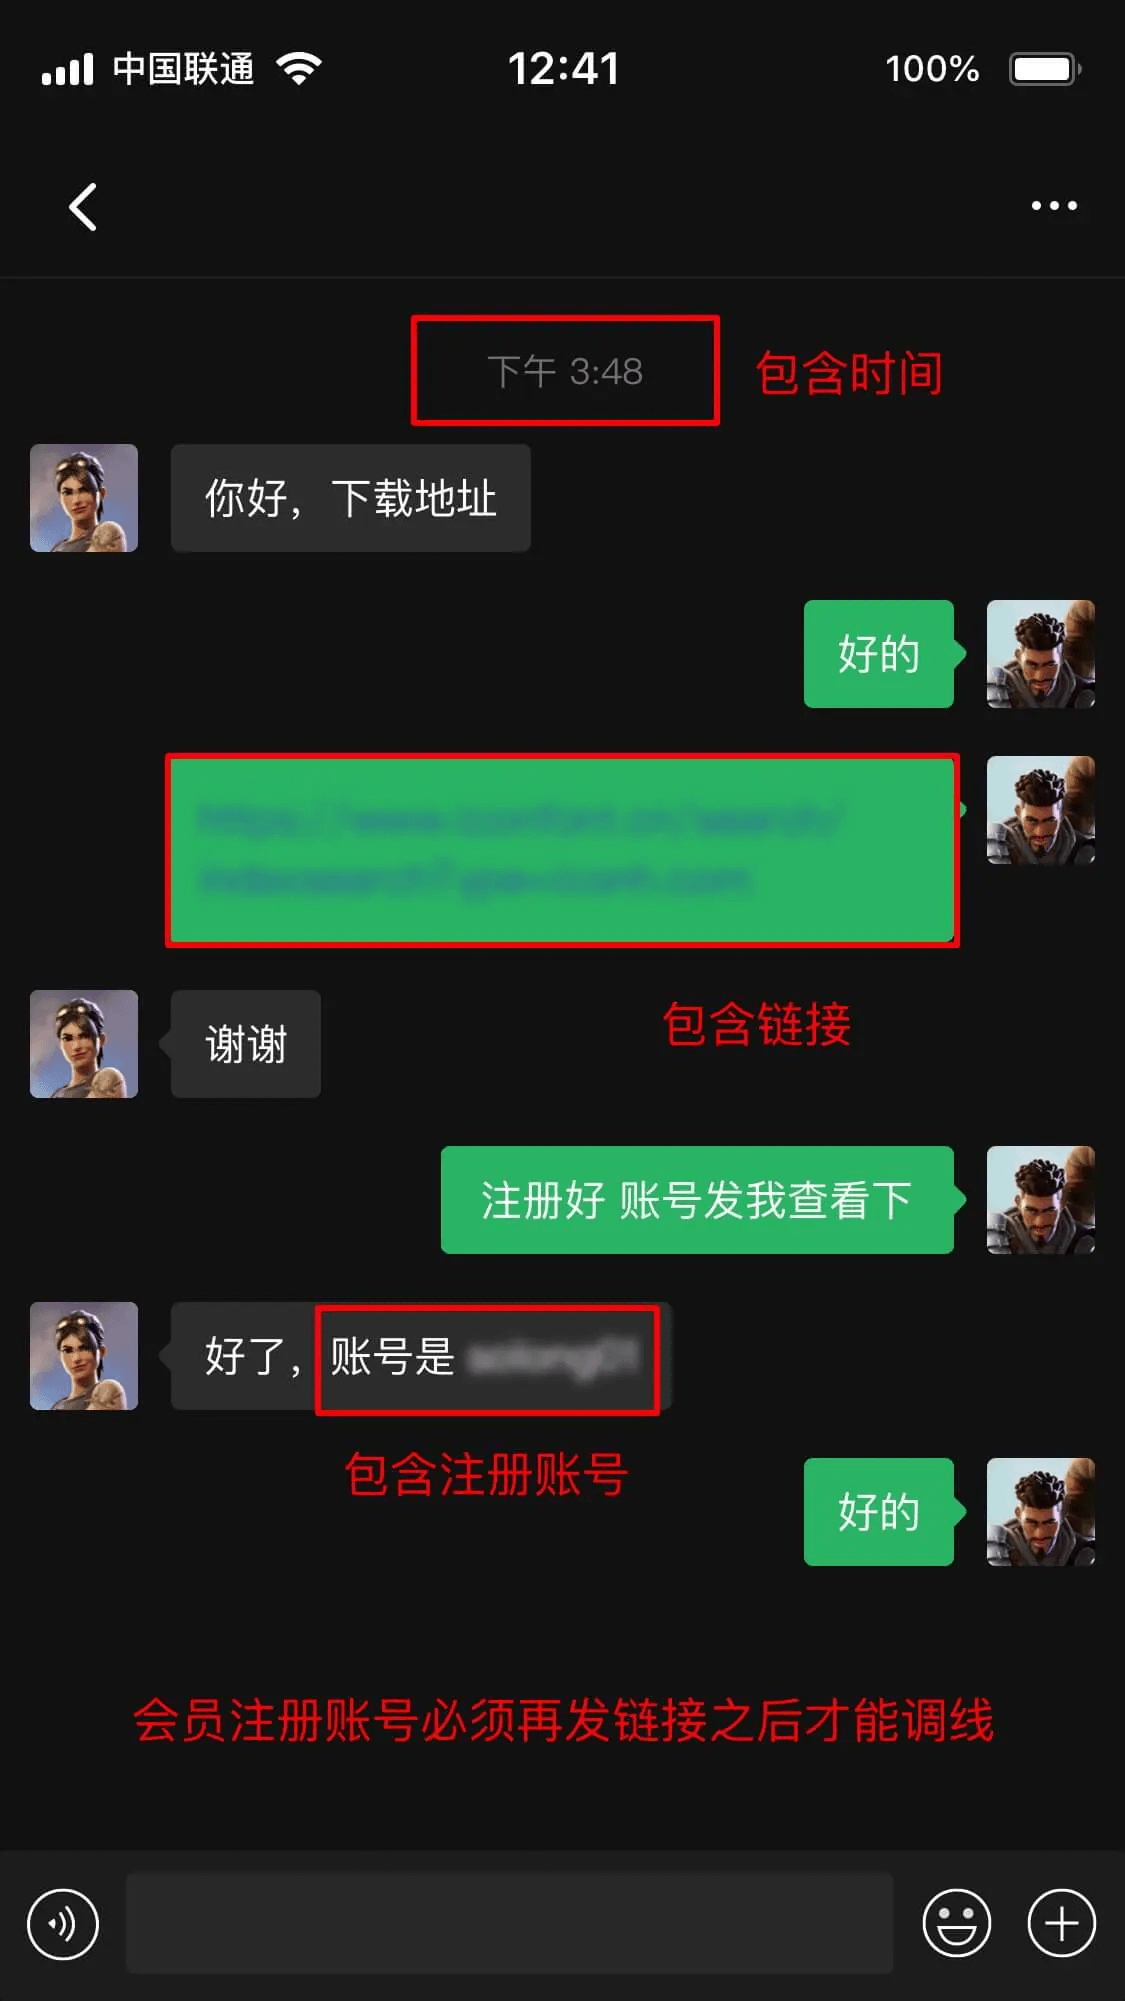 中国联通
12:41
100%
下午 3:48
包含时间
你好，下载地址
好的
谢谢
包含链接
注册好 账号发我查看下
好了，账号是
包含注册账号
好的
会员注册账号必须再发链接之后才能调线